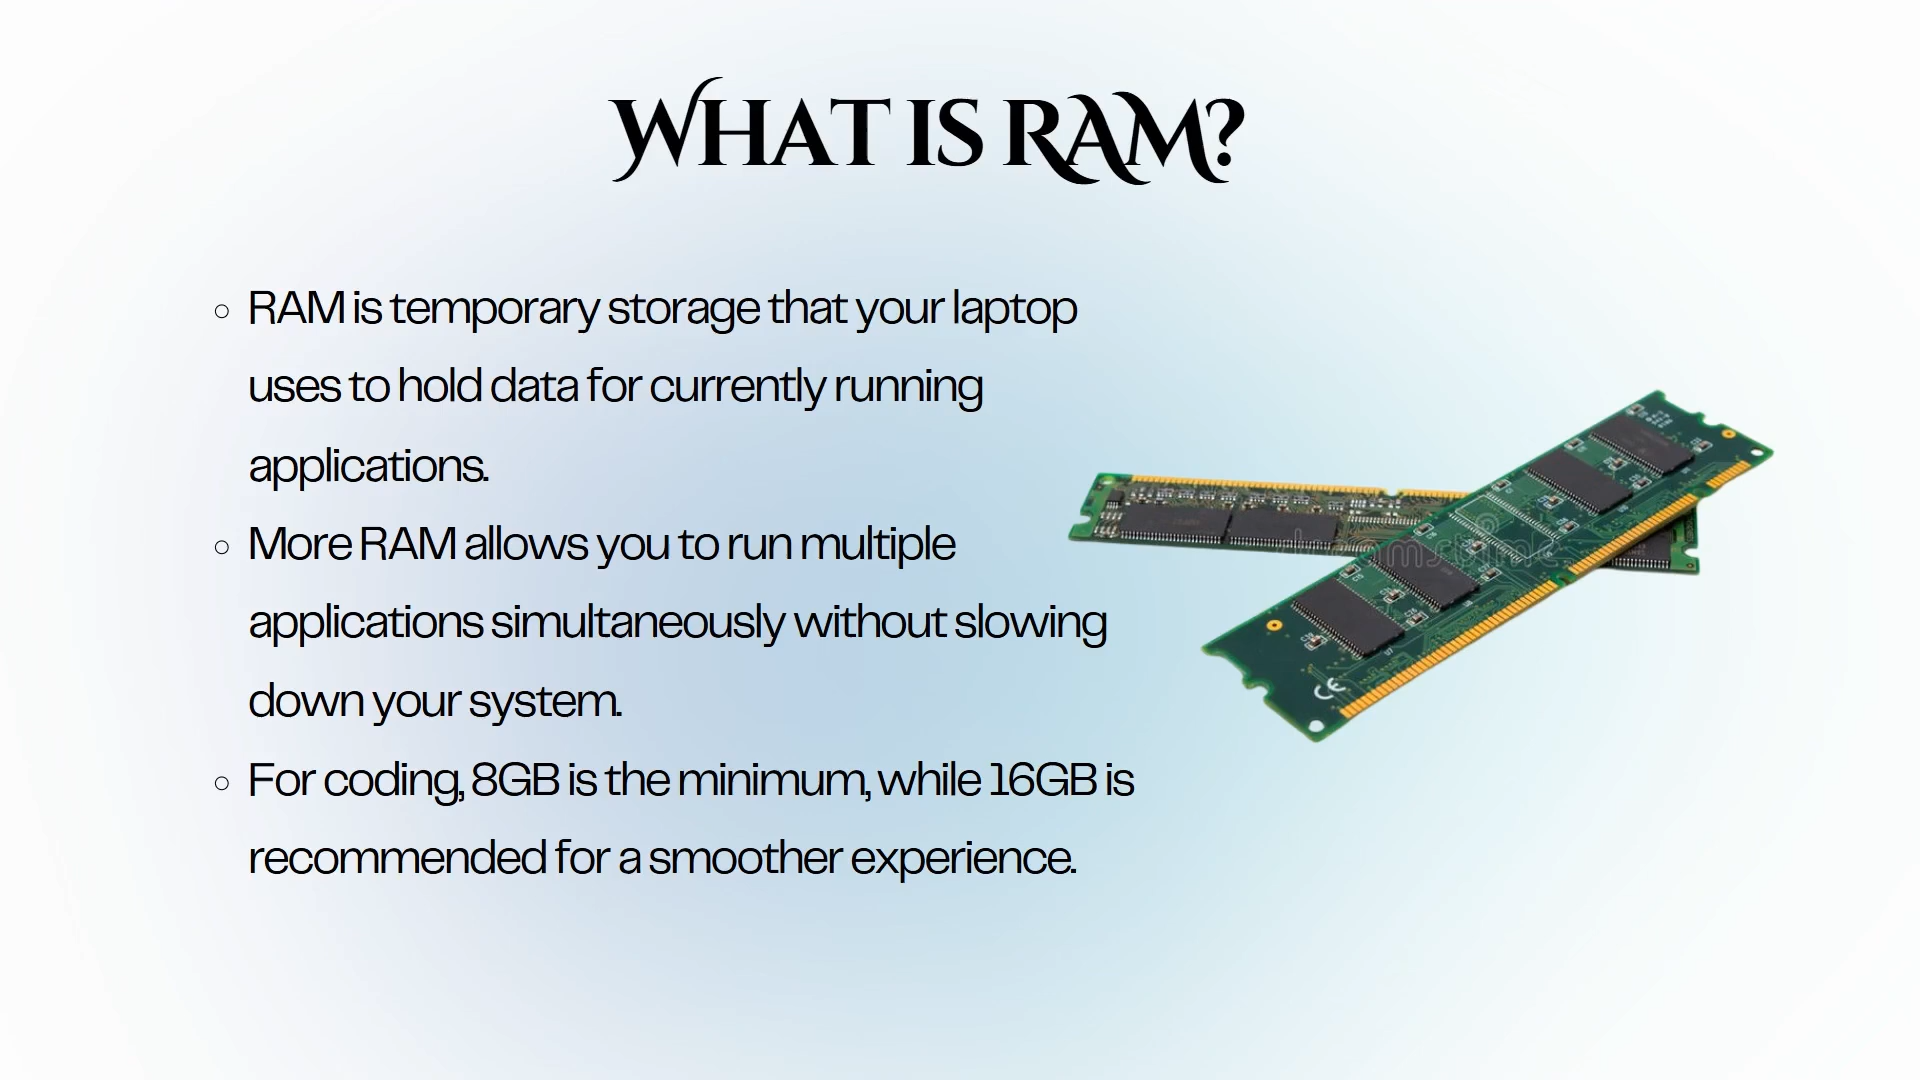 WHAT IS RAM?
RAM is temporary storage that your laptop
uses to hold data for currently running
applications.
More RAM allows you to run multiple
applications simultaneously without slowing
down your system.
For coding, 8GB is the minimum, while 16GB is
recommended for a smoother experience.
dreamstime
CE